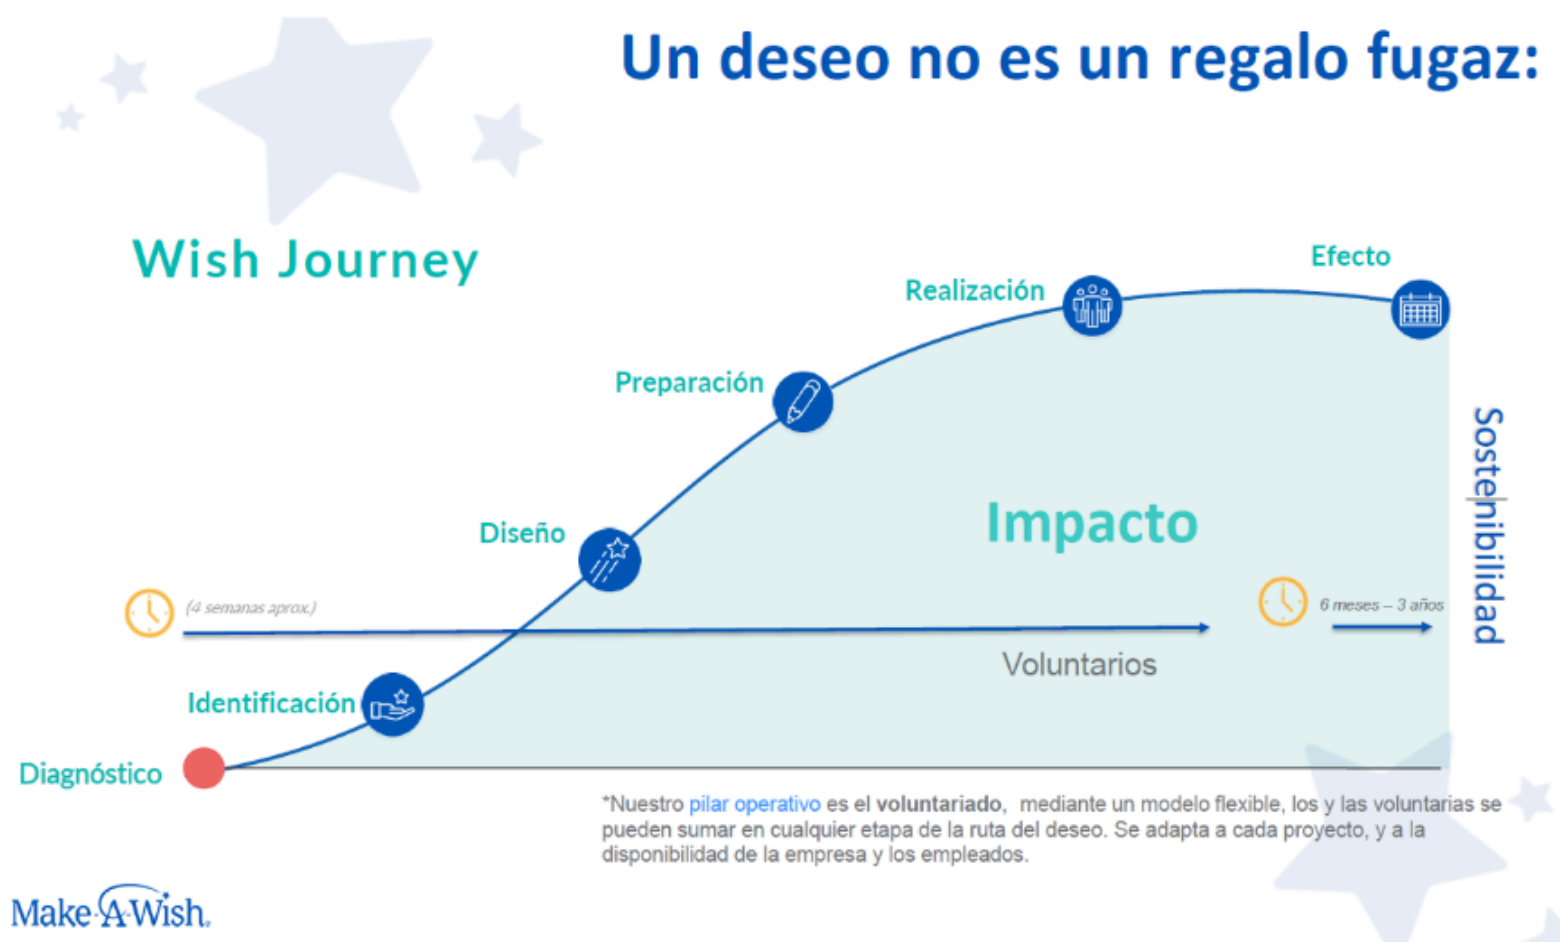 Un deseo no es un regalo fugaz:
Wish Journey
Efecto
Realización
Preparación
Sostenibilidad
Impacto
Diseño
(4 semanas aprox.)
6 meses – 3 años
Voluntarios
Identificación
Diagnóstico
*Nuestro pilar operativo es el voluntariado, mediante un modelo flexible, los y las voluntarias se
pueden sumar en cualquier etapa de la ruta del deseo. Se adapta a cada proyecto, y a la
disponibilidad de la empresa y los empleados.
Make-A-Wish.